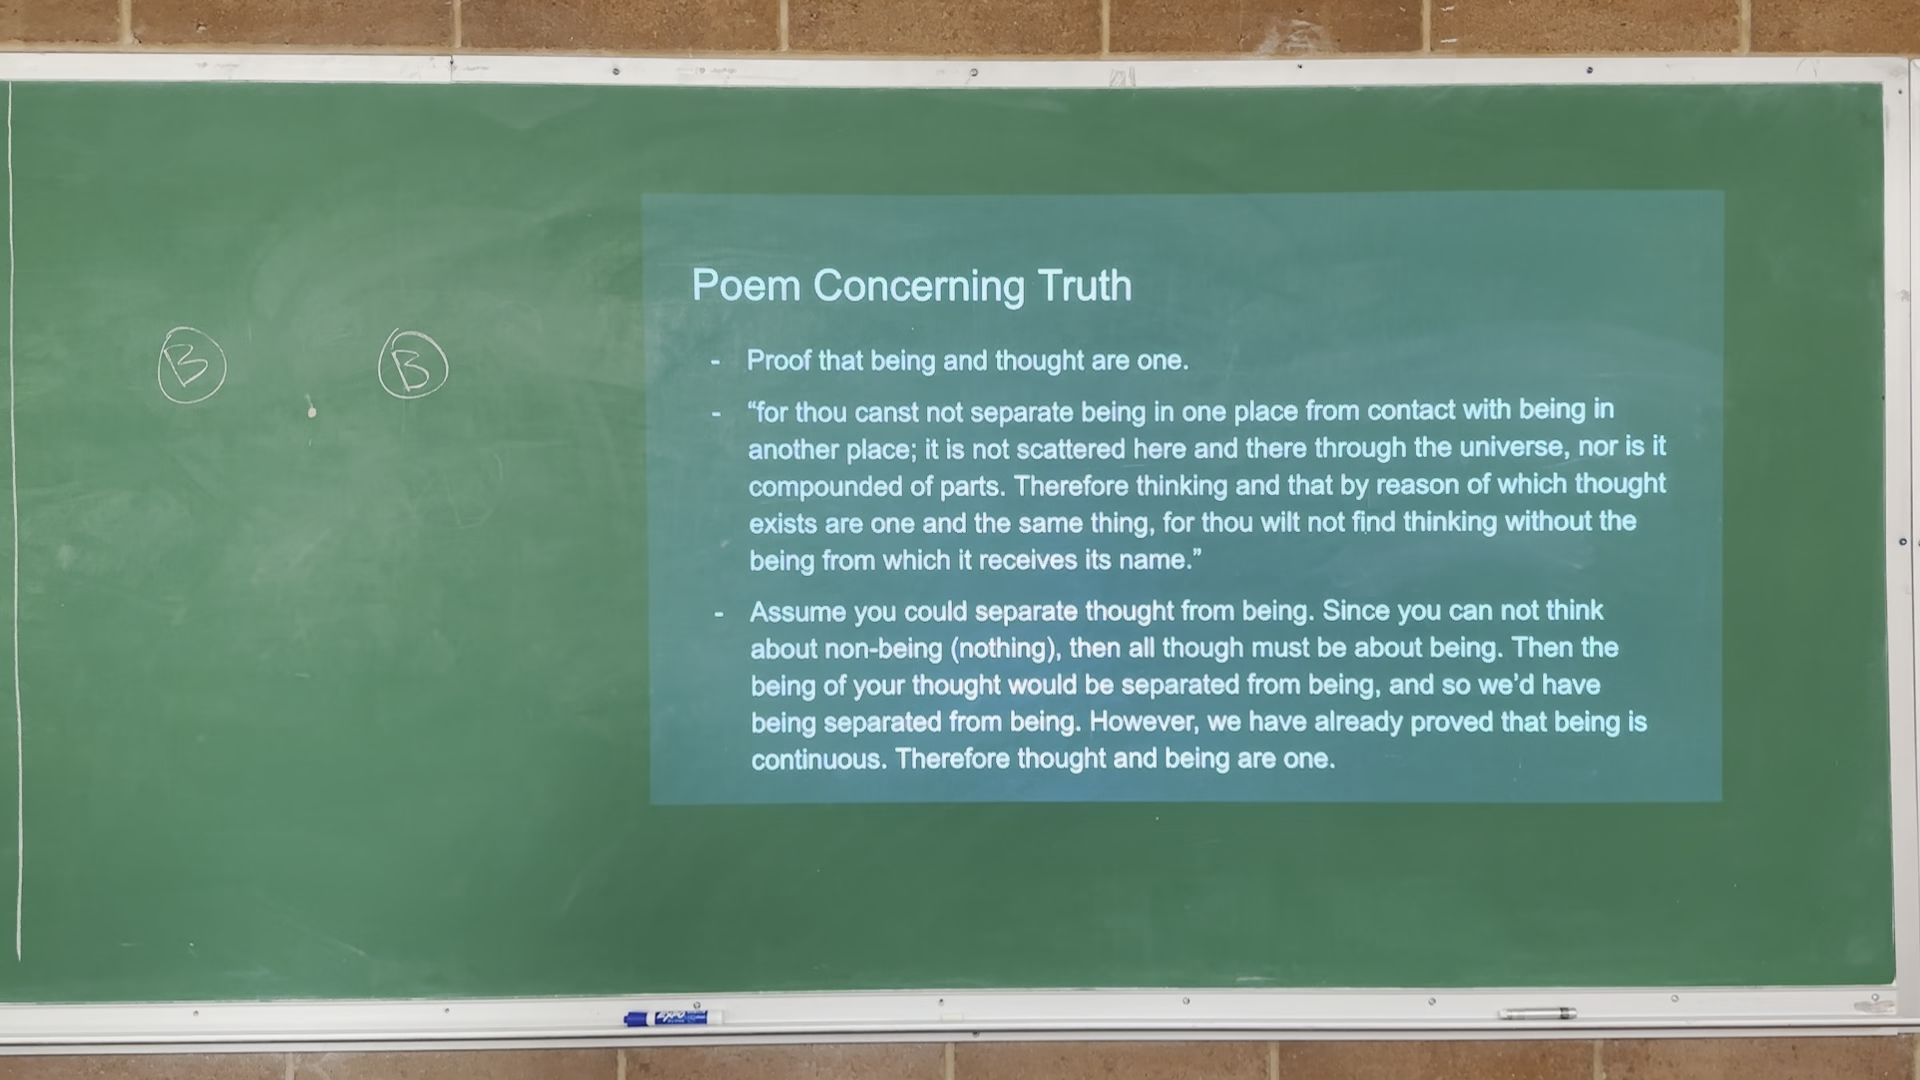 B B
Poem Concerning Truth
- Proof that being and thought are one.
- “for thou canst not separate being in one place from contact with being in
another place; it is not scattered here and there through the universe, nor is it
compounded of parts. Therefore thinking and that by reason of which thought
exists are one and the same thing, for thou wilt not find thinking without the
being from which it receives its name.”
- Assume you could separate thought from being. Since you can not think
about non-being (nothing), then all though must be about being. Then the
being of your thought would be separated from being, and so we’d have
being separated from being. However, we have already proved that being is
continuous. Therefore thought and being are one.
EXPO